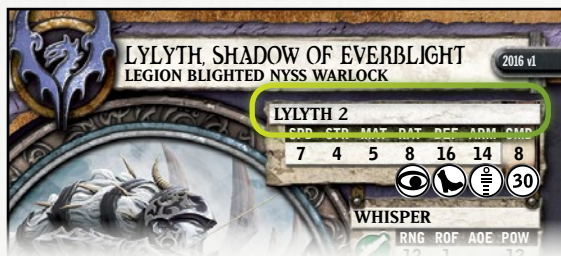 LYLYTH, SHADOW OF EVERBLIGHT
LEGION BLIGHTED NYSS WARLOCK
2016 v1
LYLYTH 2
SPD STR MAT RAT DEF ARM CMD
7 4 5 8 16 14 8
30
WHISPER
RNG ROF AOE POW